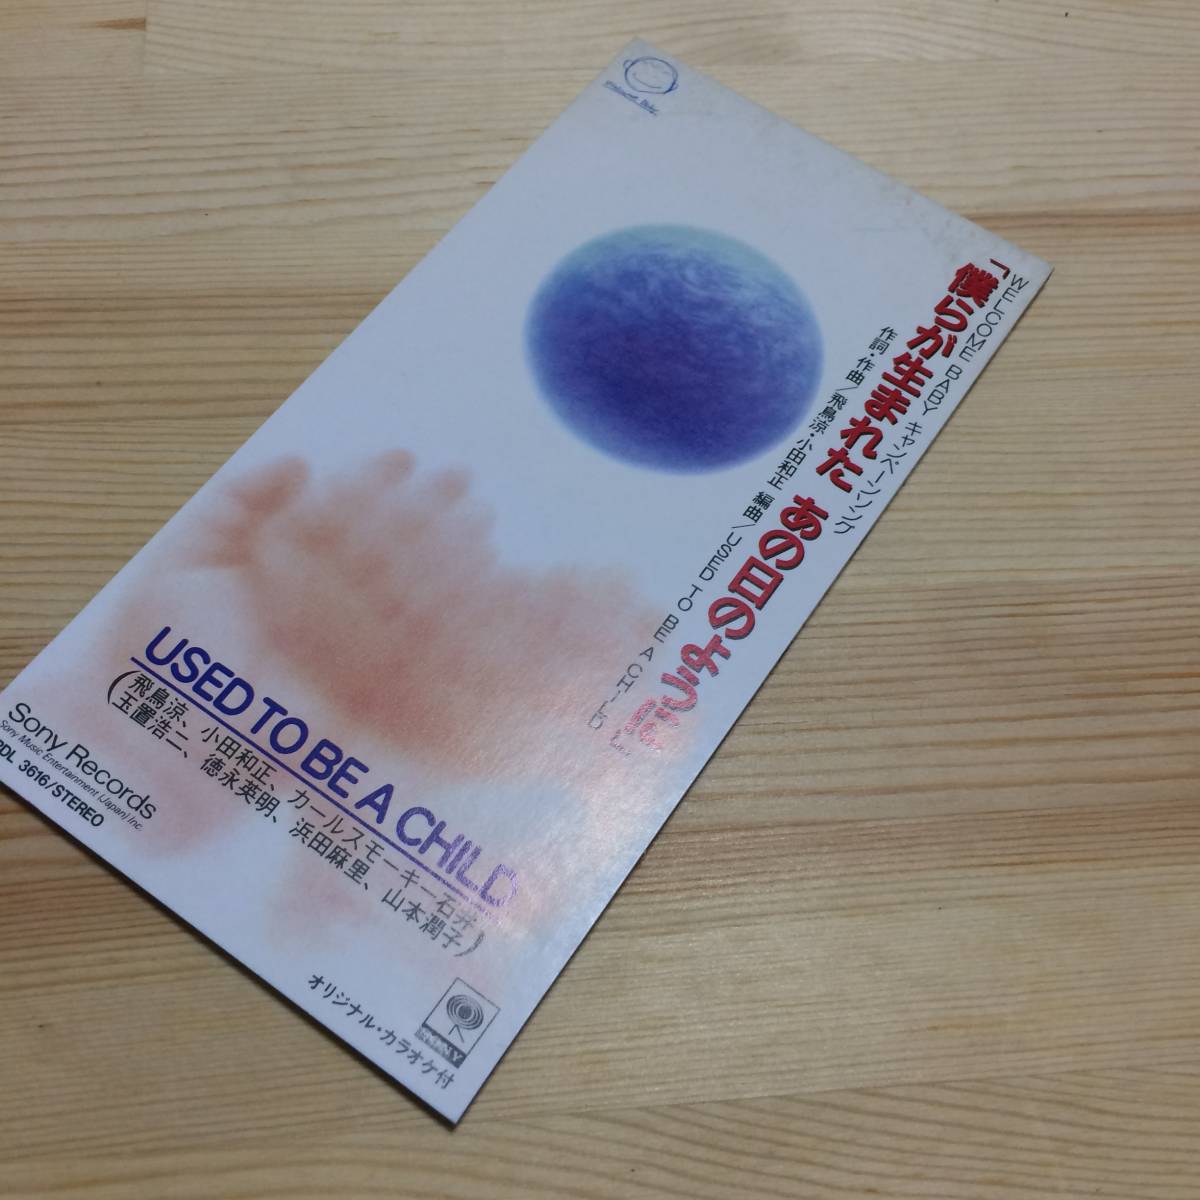 Welcome Baby
WELCOME BABY キャンペーンソング
「僕らが生まれた あの日のように」
作詞・作曲/飛鳥涼・小田和正 編曲/USED TO BE A CHILD
USED TO BE A CHILD
(飛鳥涼、小田和正、カールスモーキー石井、
玉置浩二、徳永英明、浜田麻里、山本潤子)
Sony Records
Sony Music Entertainment (Japan) Inc.
DL 3616/STEREO
オリジナル・カラオケ付
SONY